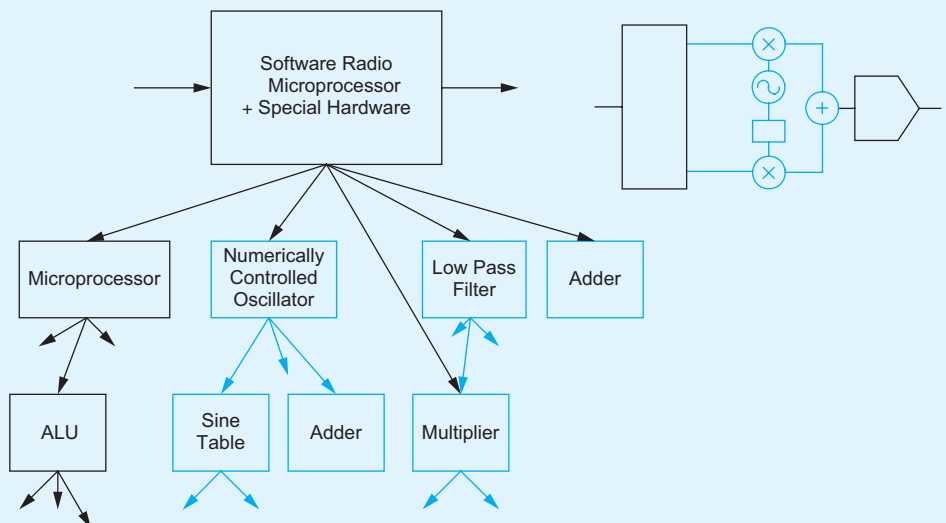 Software Radio
Microprocessor
+ Special Hardware
Microprocessor
Numerically
Controlled
Oscillator
Low Pass
Filter
Adder
ALU
Sine
Table
Adder
Multiplier